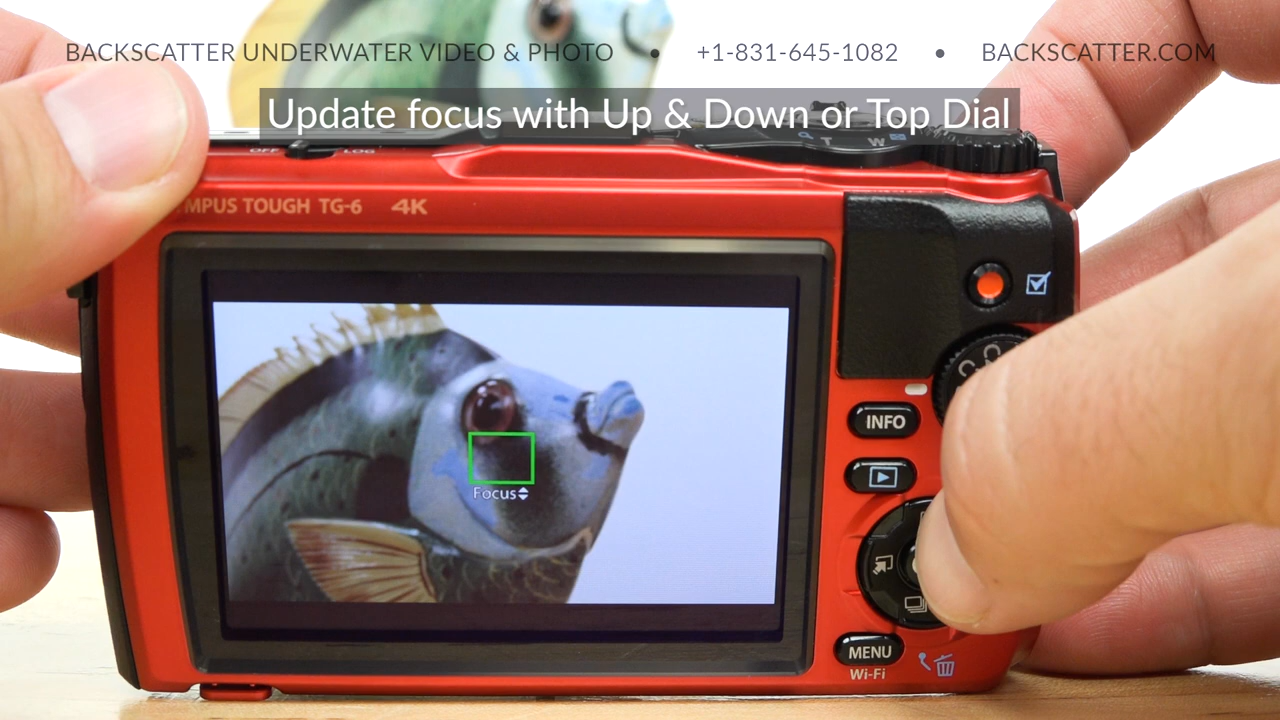 BACKSCATTER UNDERWATER VIDEO & PHOTO • +1-831-645-1082 • BACKSCATTER.COM
Update focus with Up & Down or Top Dial
OFF LOG
T W
MPUS TOUGH TG-6 4K
INFO
Focus
MENU
Wi-Fi